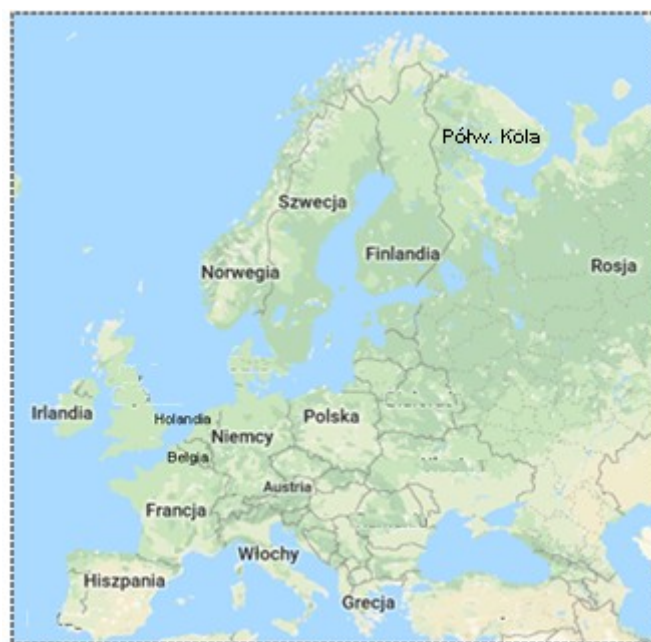 Półw. Kola
Szwecja
Finlandia
Norwegia
Rosja
Irlandia
Holandia
Polska
Niemcy
Belgia
Austria
Francja
Włochy
Hiszpania
Grecja